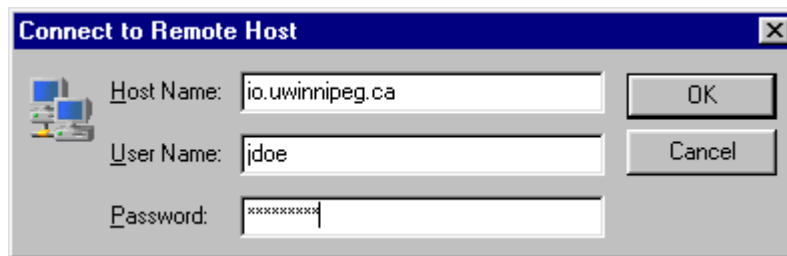 Connect to Remote Host
Host Name: io.uwinnipeg.ca
OK
User Name: jdoe
Cancel
Password: *********